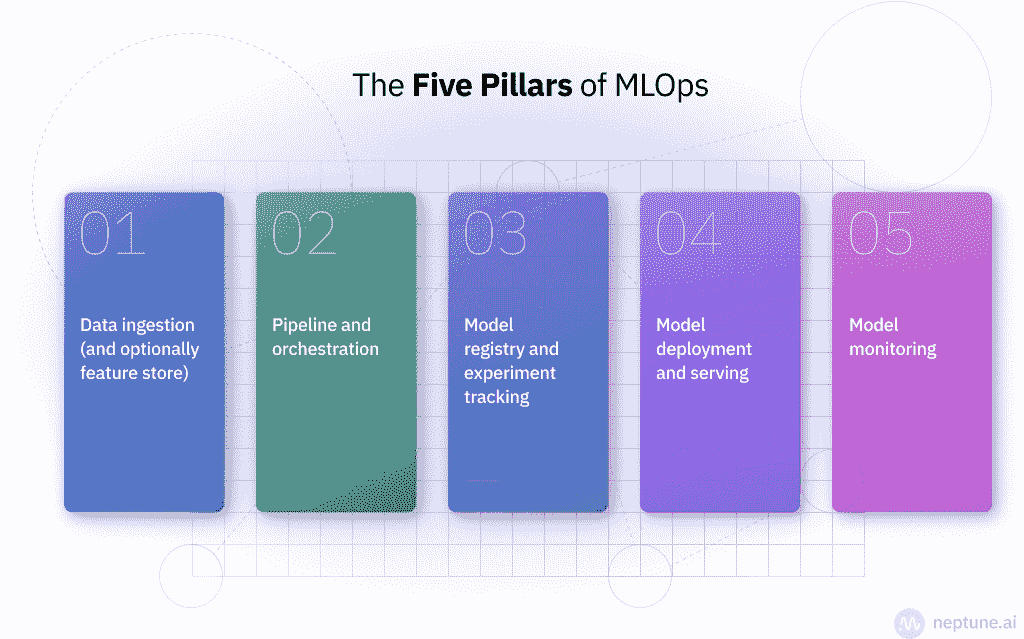 The Five Pillars of MLOps
01
Data ingestion
(and optionally
feature store)
02
Pipeline and
orchestration
03
Model
registry and
experiment
tracking
04
Model
deployment
and serving
05
Model
monitoring
neptune.ai